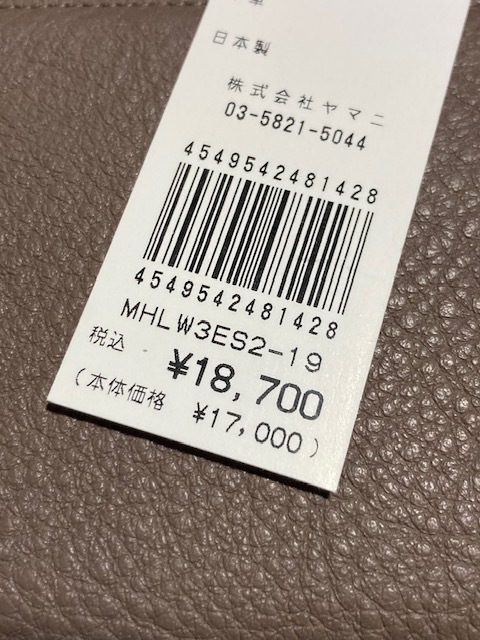 日本製
株式会社ヤマニ
03-5821-5044
4549542481428
4549542481428
MHLW3ES2-19
税込 ¥18,700
(本体価格 ¥17,000)